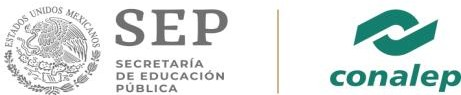 ESTADOS UNIDOS MEXICANOS
SEP
SECRETARÍA
DE EDUCACIÓN
PÚBLICA
conalep